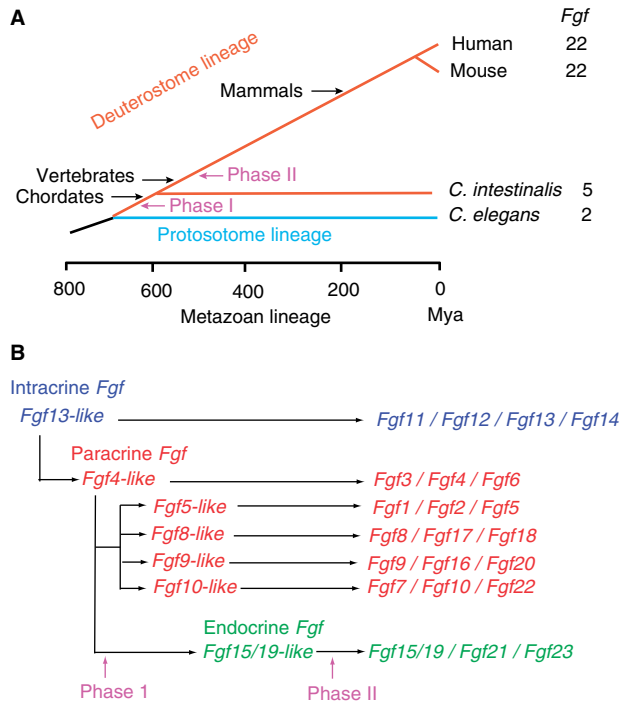 A
Fgf
Deuterostome lineage
Human 22
Mouse 22
Mammals
Vertebrates
Phase II
Chordates
Phase I
C. intestinalis 5
C. elegans 2
Protosotome lineage
800 600 400 200 0
Metazoan lineage
Mya
B
Intracrine Fgf
Fgf13-like Fgf11 / Fgf12 / Fgf13 / Fgf14
Paracrine Fgf
Fgf4-like Fgf3 / Fgf4 / Fgf6
Fgf5-like Fgf1 / Fgf2 / Fgf5
Fgf8-like Fgf8 / Fgf17 / Fgf18
Fgf9-like Fgf9 / Fgf16 / Fgf20
Fgf10-like Fgf7 / Fgf10 / Fgf22
Endocrine Fgf
Fgf15/19-like Fgf15/19 / Fgf21 / Fgf23
Phase 1 Phase II